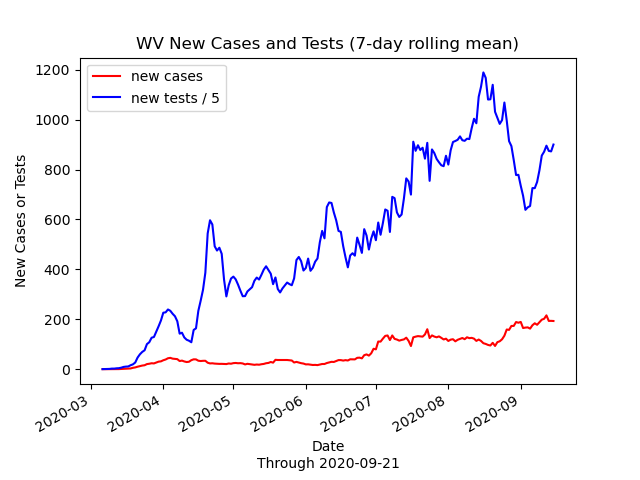 WV New Cases and Tests (7-day rolling mean)
new cases
new tests / 5
New Cases or Tests
1200
1000
800
600
400
200
0
2020-03
2020-04
2020-05
2020-06
2020-07
2020-08
2020-09
Date
Through 2020-09-21